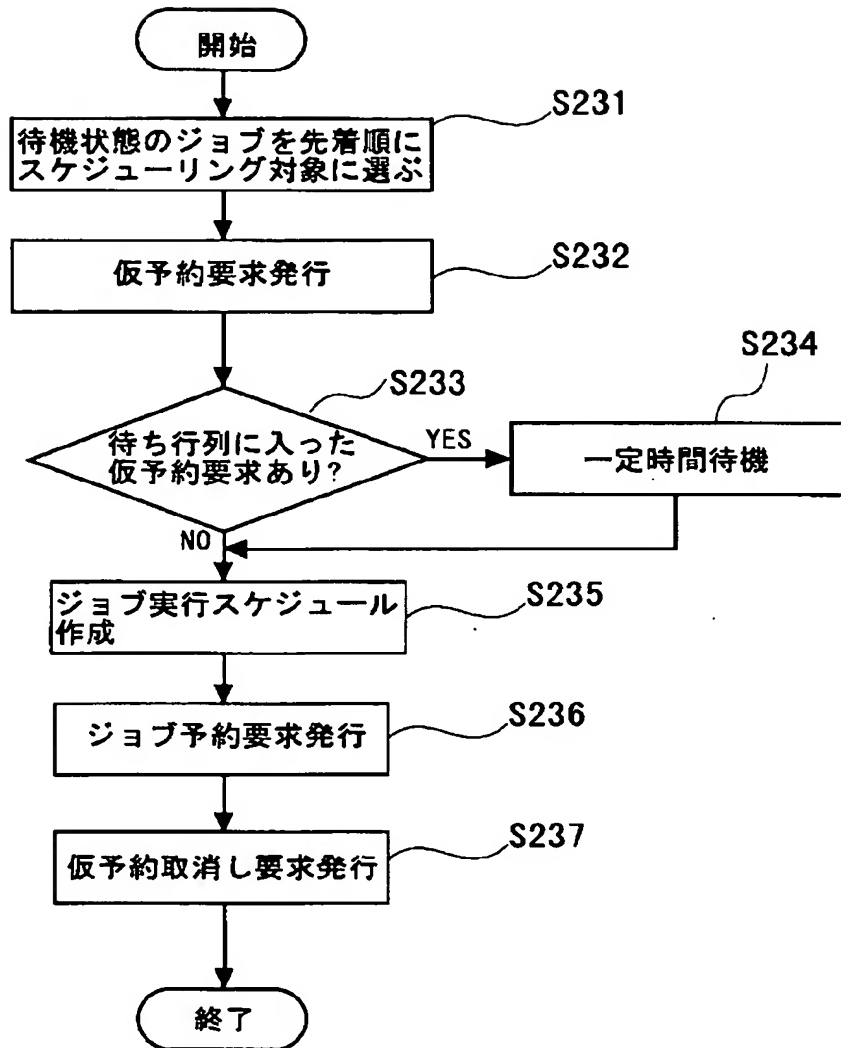 開始
S231
待機状態のジョブを先着順に
スケジューリング対象に選ぶ
S232
仮予約要求発行
S233
S234
待ち行列に入った
仮予約要求あり?
YES
一定時間待機
NO
S235
ジョブ実行スケジュール
作成
S236
ジョブ予約要求発行
S237
仮予約取消し要求発行
終了